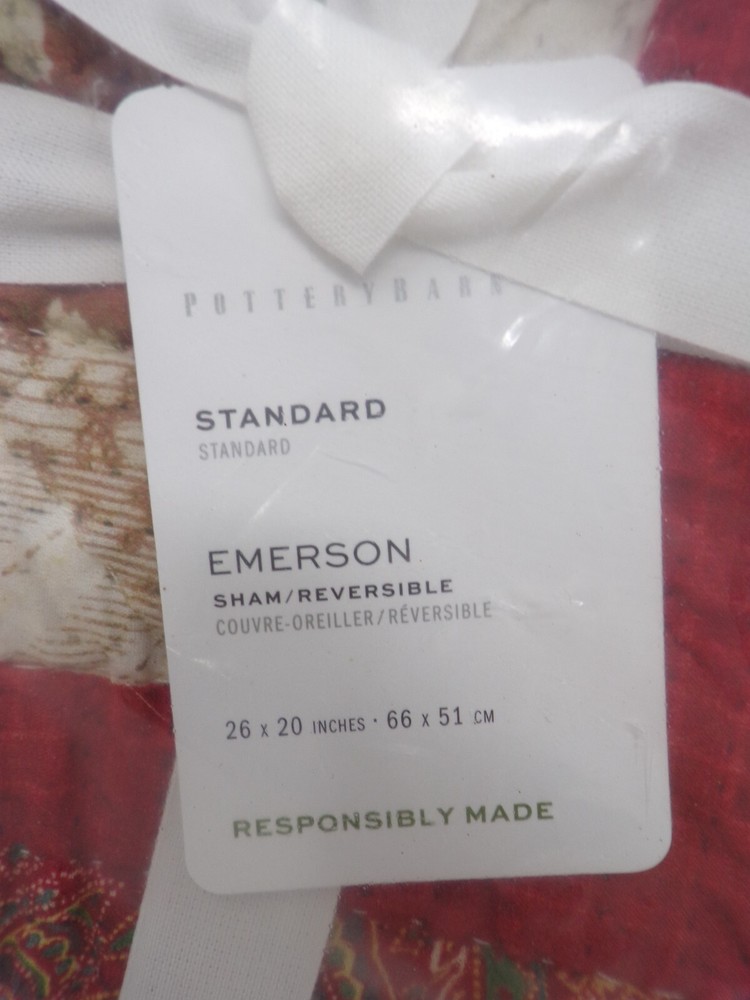 POTTERYBARN
STANDARD
STANDARD
EMERSON
SHAM/REVERSIBLE
COUVRE-OREILLER/RÉVERSIBLE
26 x 20 INCHES · 66 x 51 CM
RESPONSIBLY MADE